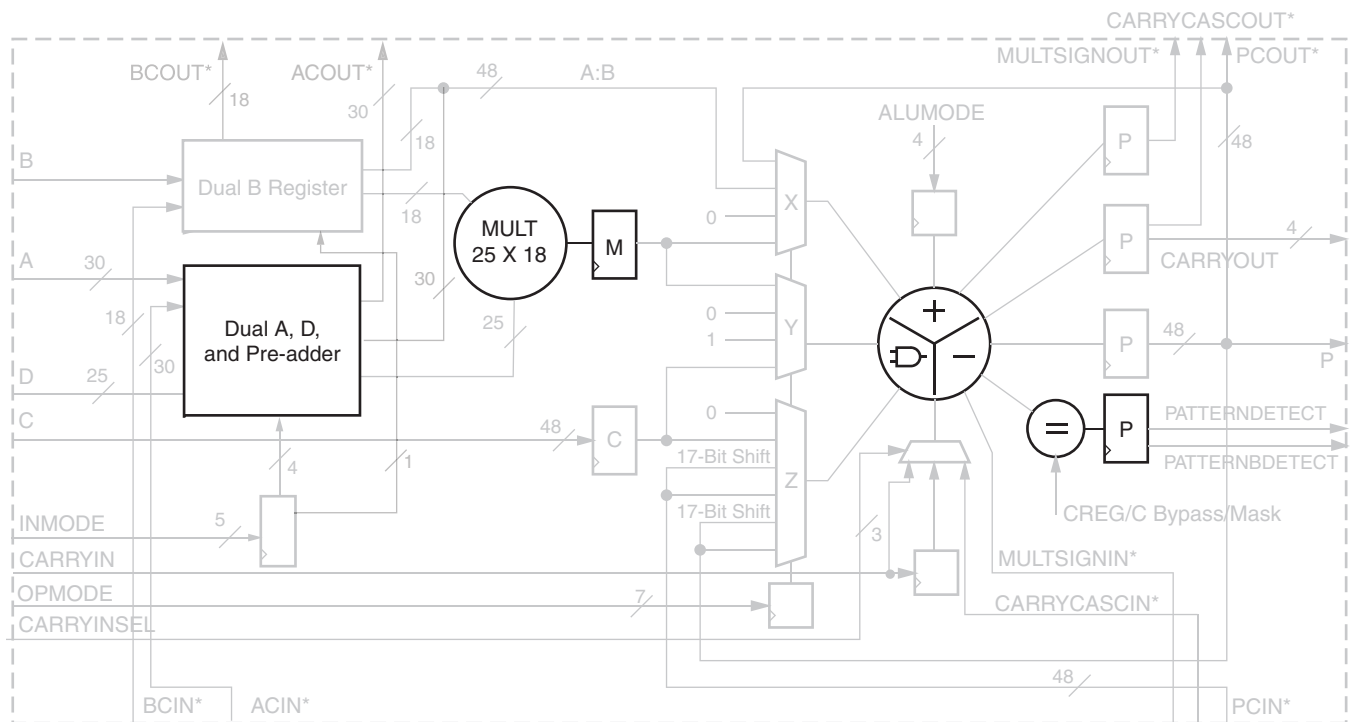 CARRYCASCOUT*
MULTSIGNOUT*
PCOUT*
BCOUT*
ACOUT*
48
A:B
18
1
30
18
ALUMODE
4
48
B
Dual B Register
18
P
X
0
MULT
25 X 18
M
A
30
P
4
CARRYOUT
30
18
Dual A, D,
and Pre-adder
25
0
Y
1
+
−
P
48
P
30
D
25
C
48
C
0
17-Bit Shift
Z
17-Bit Shift
=
P
PATTERNDETECT
PATTERNBDETECT
4
1
INMODE
5
3
CREG/C Bypass/Mask
CARRYIN
MULTSIGNIN*
OPMODE
7
CARRYCASCIN*
CARRYINSEL
48
BCIN*
ACIN*
PCIN*